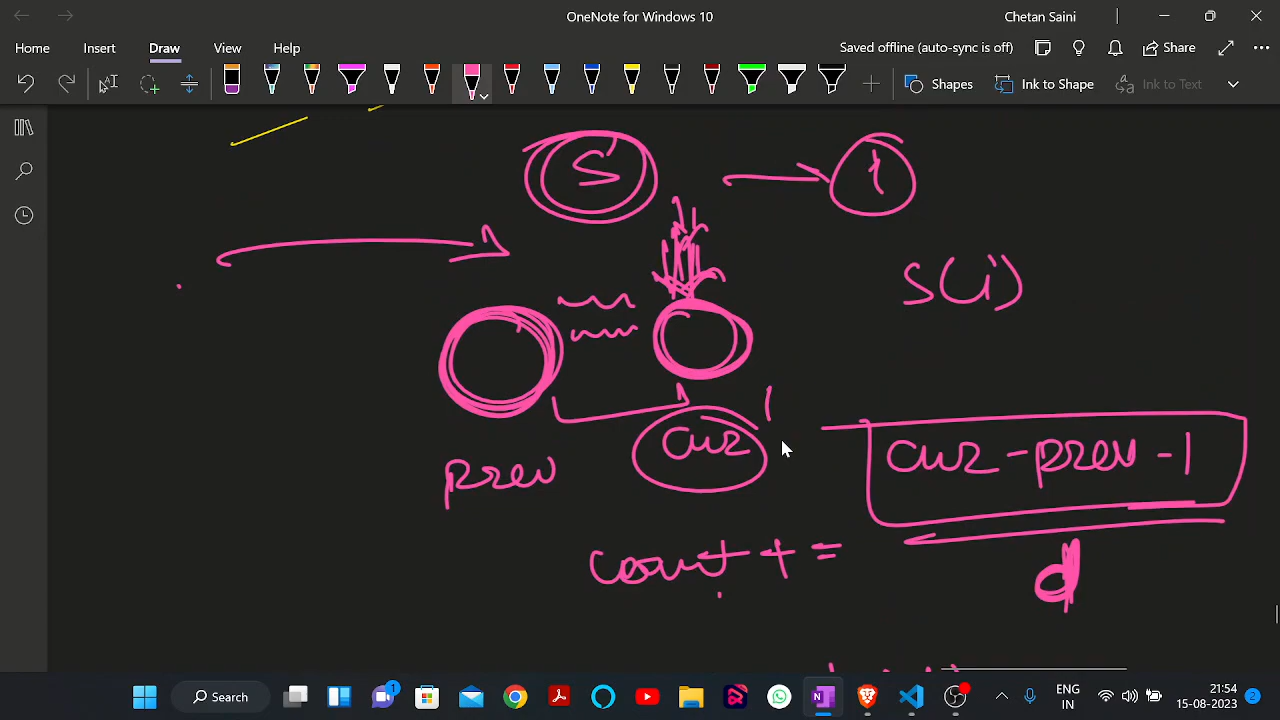 OneNote for Windows 10
Chetan Saini
Home Insert Draw View Help
Saved offline (auto-sync is off)
Share
Shapes
Ink to Shape
Ink to Text
S
1
S(i)
cur
cur - prev - 1
prev
count + =
d
Search
1
ENG
IN
21:54
15-08-2023
2